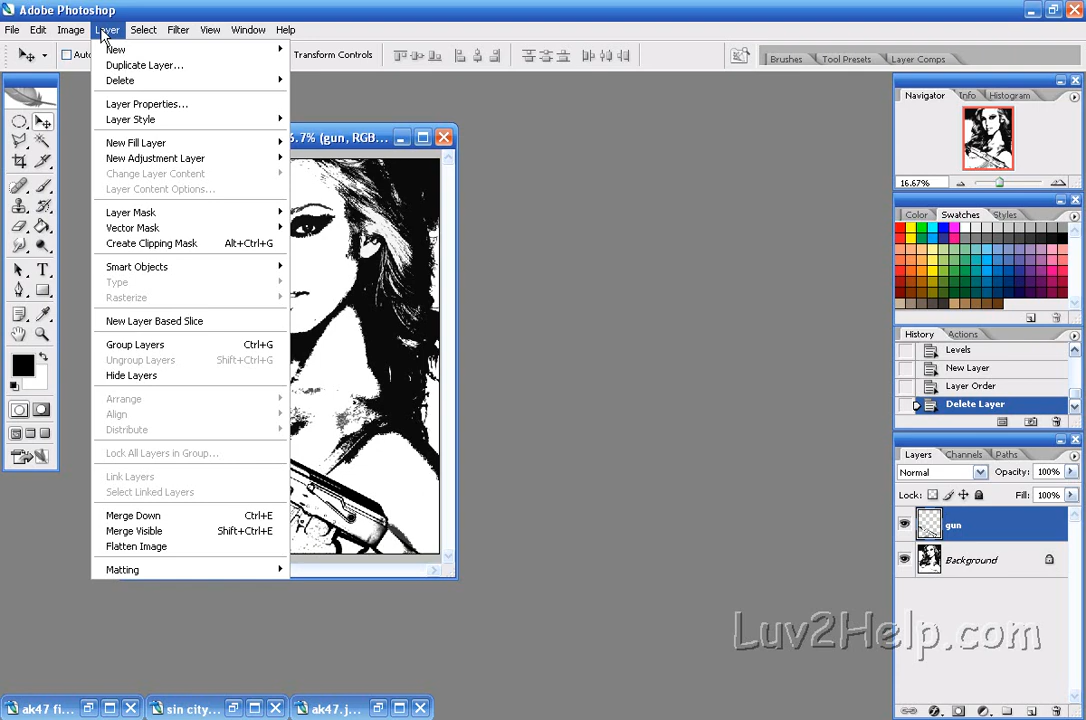 Adobe Photoshop
File Edit Image Layer Select Filter View Window Help
Auto Transform Controls Brushes Tool Presets Layer Comps
New
Duplicate Layer...
Delete
Layer Properties...
Layer Style
New Fill Layer
New Adjustment Layer
Change Layer Content
Layer Content Options...
Layer Mask
Vector Mask
Create Clipping Mask Alt+Ctrl+G
Smart Objects
Type
Rasterize
New Layer Based Slice
Group Layers Ctrl+G
Ungroup Layers Shift+Ctrl+G
Hide Layers
Arrange
Align
Distribute
Lock All Layers in Group...
Link Layers
Select Linked Layers
Merge Down Ctrl+E
Merge Visible Shift+Ctrl+E
Flatten Image
Matting
6.7% (gun, RGB...
Navigator Info Histogram
16.67%
Color Swatches Styles
History Actions
Levels
New Layer
Layer Order
Delete Layer
Layers Channels Paths
Normal Opacity: 100%
Lock: Fill: 100%
gun
Background
Luv2Help.com
ak47 fi... sin city... ak47.j...